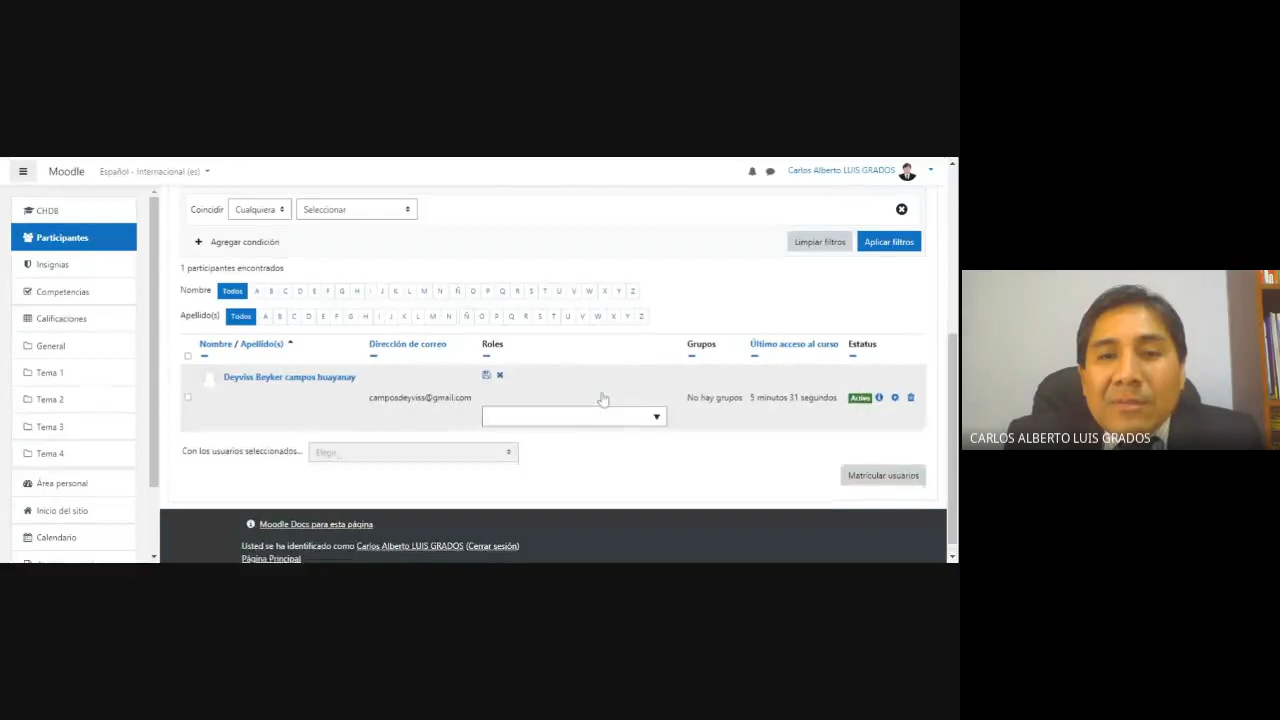 Moodle Español - Internacional (es) Carlos Alberto LUIS GRADOS
CHDB
Participantes
Insignias
Competencias
Calificaciones
General
Tema 1
Tema 2
Tema 3
Tema 4
Área personal
Inicio del sitio
Calendario
Coincidir Cualquiera Seleccionar
Agregar condición Limpiar filtros Aplicar filtros
1 participantes encontrados
Nombre Todos A B C D E F G H I J K L M N Ñ O P Q R S T U V W X Y Z
Apellido(s) Todos A B C D E F G H I J K L M N Ñ O P Q R S T U V W X Y Z
Nombre / Apellido(s) Dirección de correo Roles Grupos Último acceso al curso Estatus
Deyviss Beyker campos huayanay
camposdeyviss@gmail.com No hay grupos 5 minutos 31 segundos Activo
Con los usuarios seleccionados... Elegir...
Matricular usuarios
Moodle Docs para esta página
Usted se ha identificado como Carlos Alberto LUIS GRADOS (Cerrar sesión)
Página Principal
CARLOS ALBERTO LUIS GRADOS